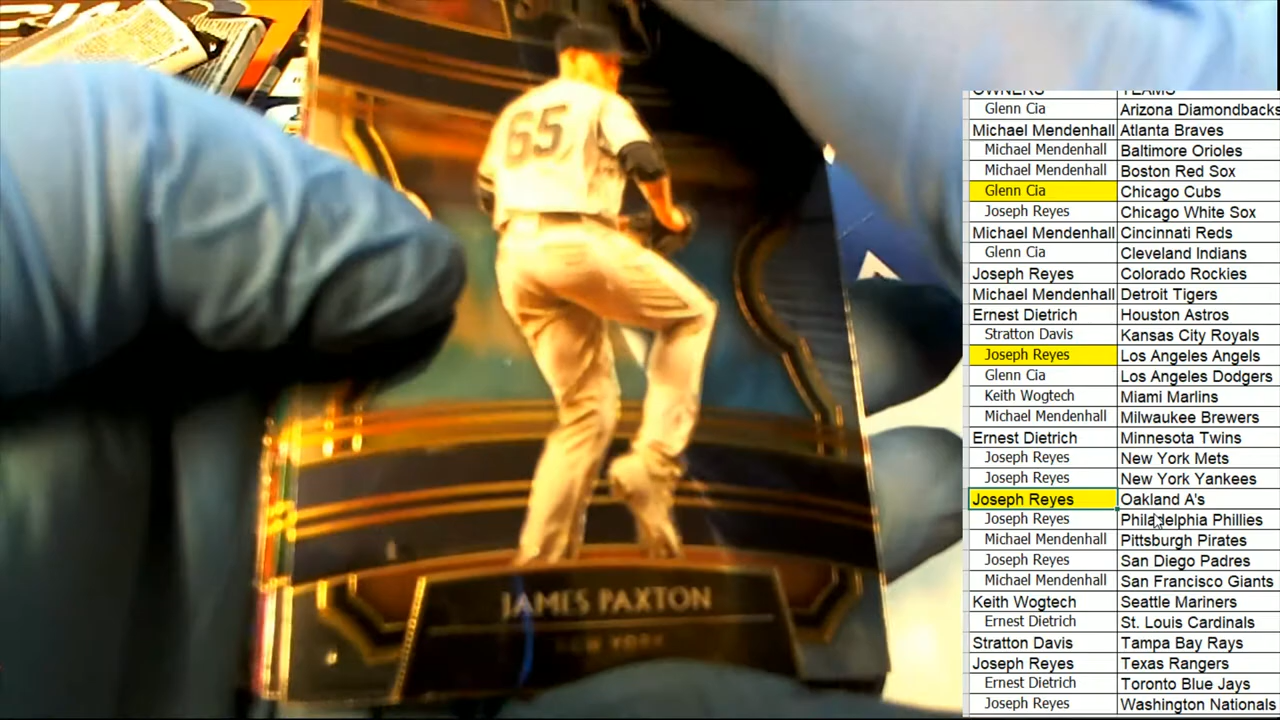 65
JAMES PAXTON
NEW YORK
OWNERS TEAMS
Glenn Cia Arizona Diamondbacks
Michael Mendenhall Atlanta Braves
Michael Mendenhall Baltimore Orioles
Michael Mendenhall Boston Red Sox
Glenn Cia Chicago Cubs
Joseph Reyes Chicago White Sox
Michael Mendenhall Cincinnati Reds
Glenn Cia Cleveland Indians
Joseph Reyes Colorado Rockies
Michael Mendenhall Detroit Tigers
Ernest Dietrich Houston Astros
Stratton Davis Kansas City Royals
Joseph Reyes Los Angeles Angels
Glenn Cia Los Angeles Dodgers
Keith Wogtech Miami Marlins
Michael Mendenhall Milwaukee Brewers
Ernest Dietrich Minnesota Twins
Joseph Reyes New York Mets
Joseph Reyes New York Yankees
Joseph Reyes Oakland A's
Joseph Reyes Philadelphia Phillies
Michael Mendenhall Pittsburgh Pirates
Joseph Reyes San Diego Padres
Michael Mendenhall San Francisco Giants
Keith Wogtech Seattle Mariners
Ernest Dietrich St. Louis Cardinals
Stratton Davis Tampa Bay Rays
Joseph Reyes Texas Rangers
Ernest Dietrich Toronto Blue Jays
Joseph Reyes Washington Nationals